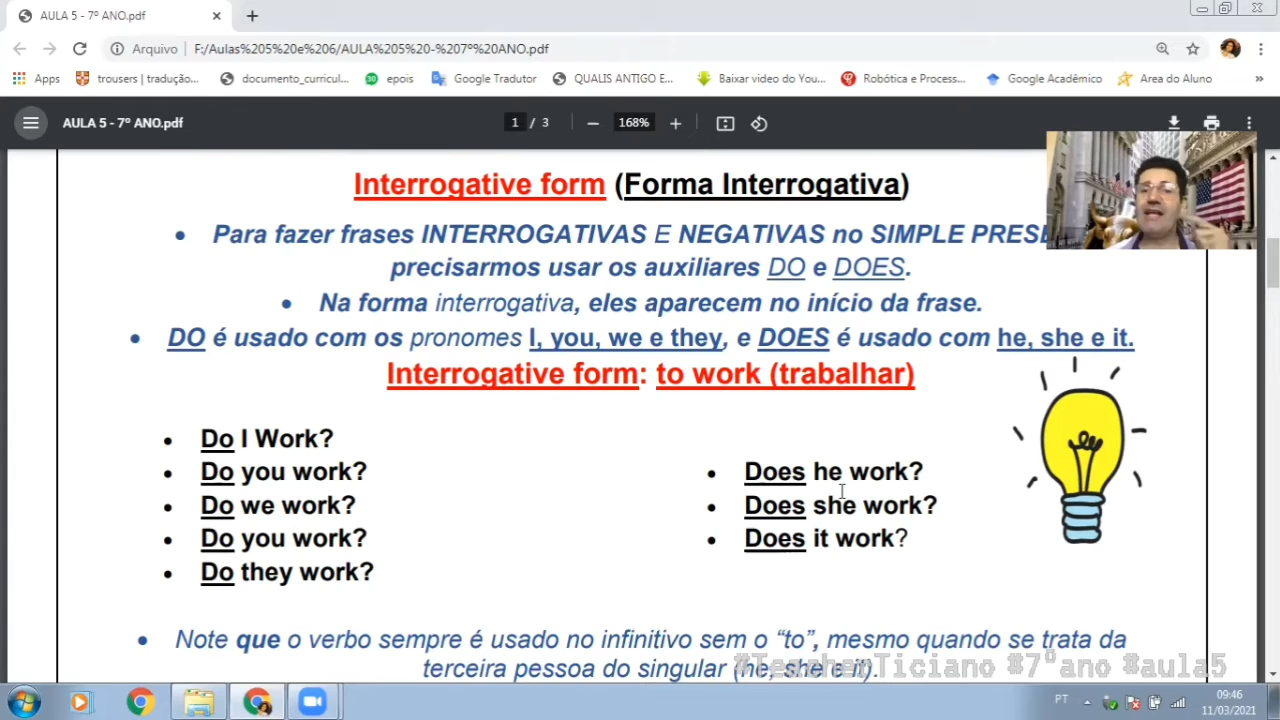 AULA 5 - 7º ANO.pdf
Arquivo | F:/Aulas%205%20e%206/AULA%205%20-%207º%20ANO.pdf
Apps trousers | tradução... documento_curricul... epois Google Tradutor QUALIS ANTIGO E... Baixar video do You... Robótica e Process... Google Acadêmico Area do Aluno »
AULA 5 - 7º ANO.pdf 1 / 3 168%
Interrogative form (Forma Interrogativa)
• Para fazer frases INTERROGATIVAS E NEGATIVAS no SIMPLE PRESE
precisarmos usar os auxiliares DO e DOES.
• Na forma interrogativa, eles aparecem no início da frase.
• DO é usado com os pronomes I, you, we e they, e DOES é usado com he, she e it.
Interrogative form: to work (trabalhar)
• Do I Work?
• Do you work?
• Do we work?
• Do you work?
• Do they work?
• Does he work?
• Does she work?
• Does it work?
• Note que o verbo sempre é usado no infinitivo sem o “to”, mesmo quando se trata da
terceira pessoa do singular (he, she e it).
#TeacherTiciano #7ºano #aula5
PT 09:46
11/03/2021